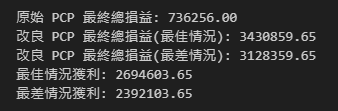 原始 PCP 最終總損益: 736256.00
改良 PCP 最終總損益(最佳情況): 3430859.65
改良 PCP 最終總損益(最差情況): 3128359.65
最佳情況獲利: 2694603.65
最差情況獲利: 2392103.65